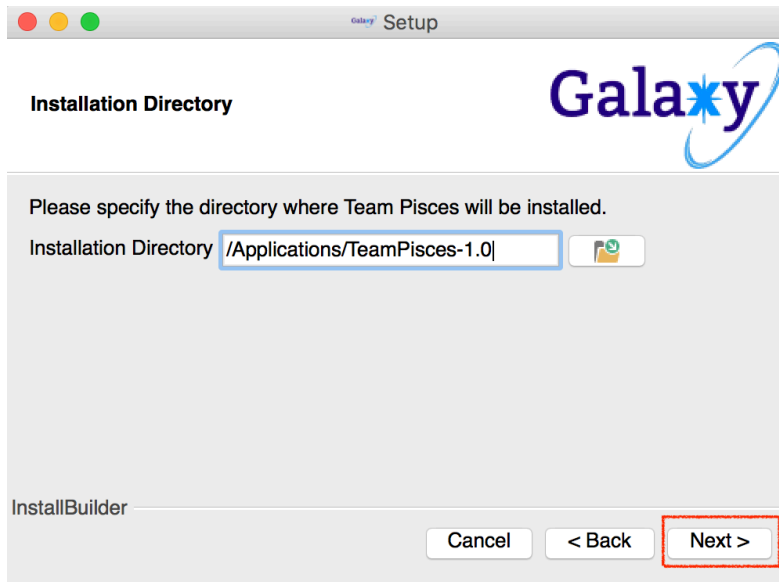 Galaxy Setup
Installation Directory
Galaxy
Please specify the directory where Team Pisces will be installed.
Installation Directory /Applications/TeamPisces-1.0
InstallBuilder
Cancel < Back Next >